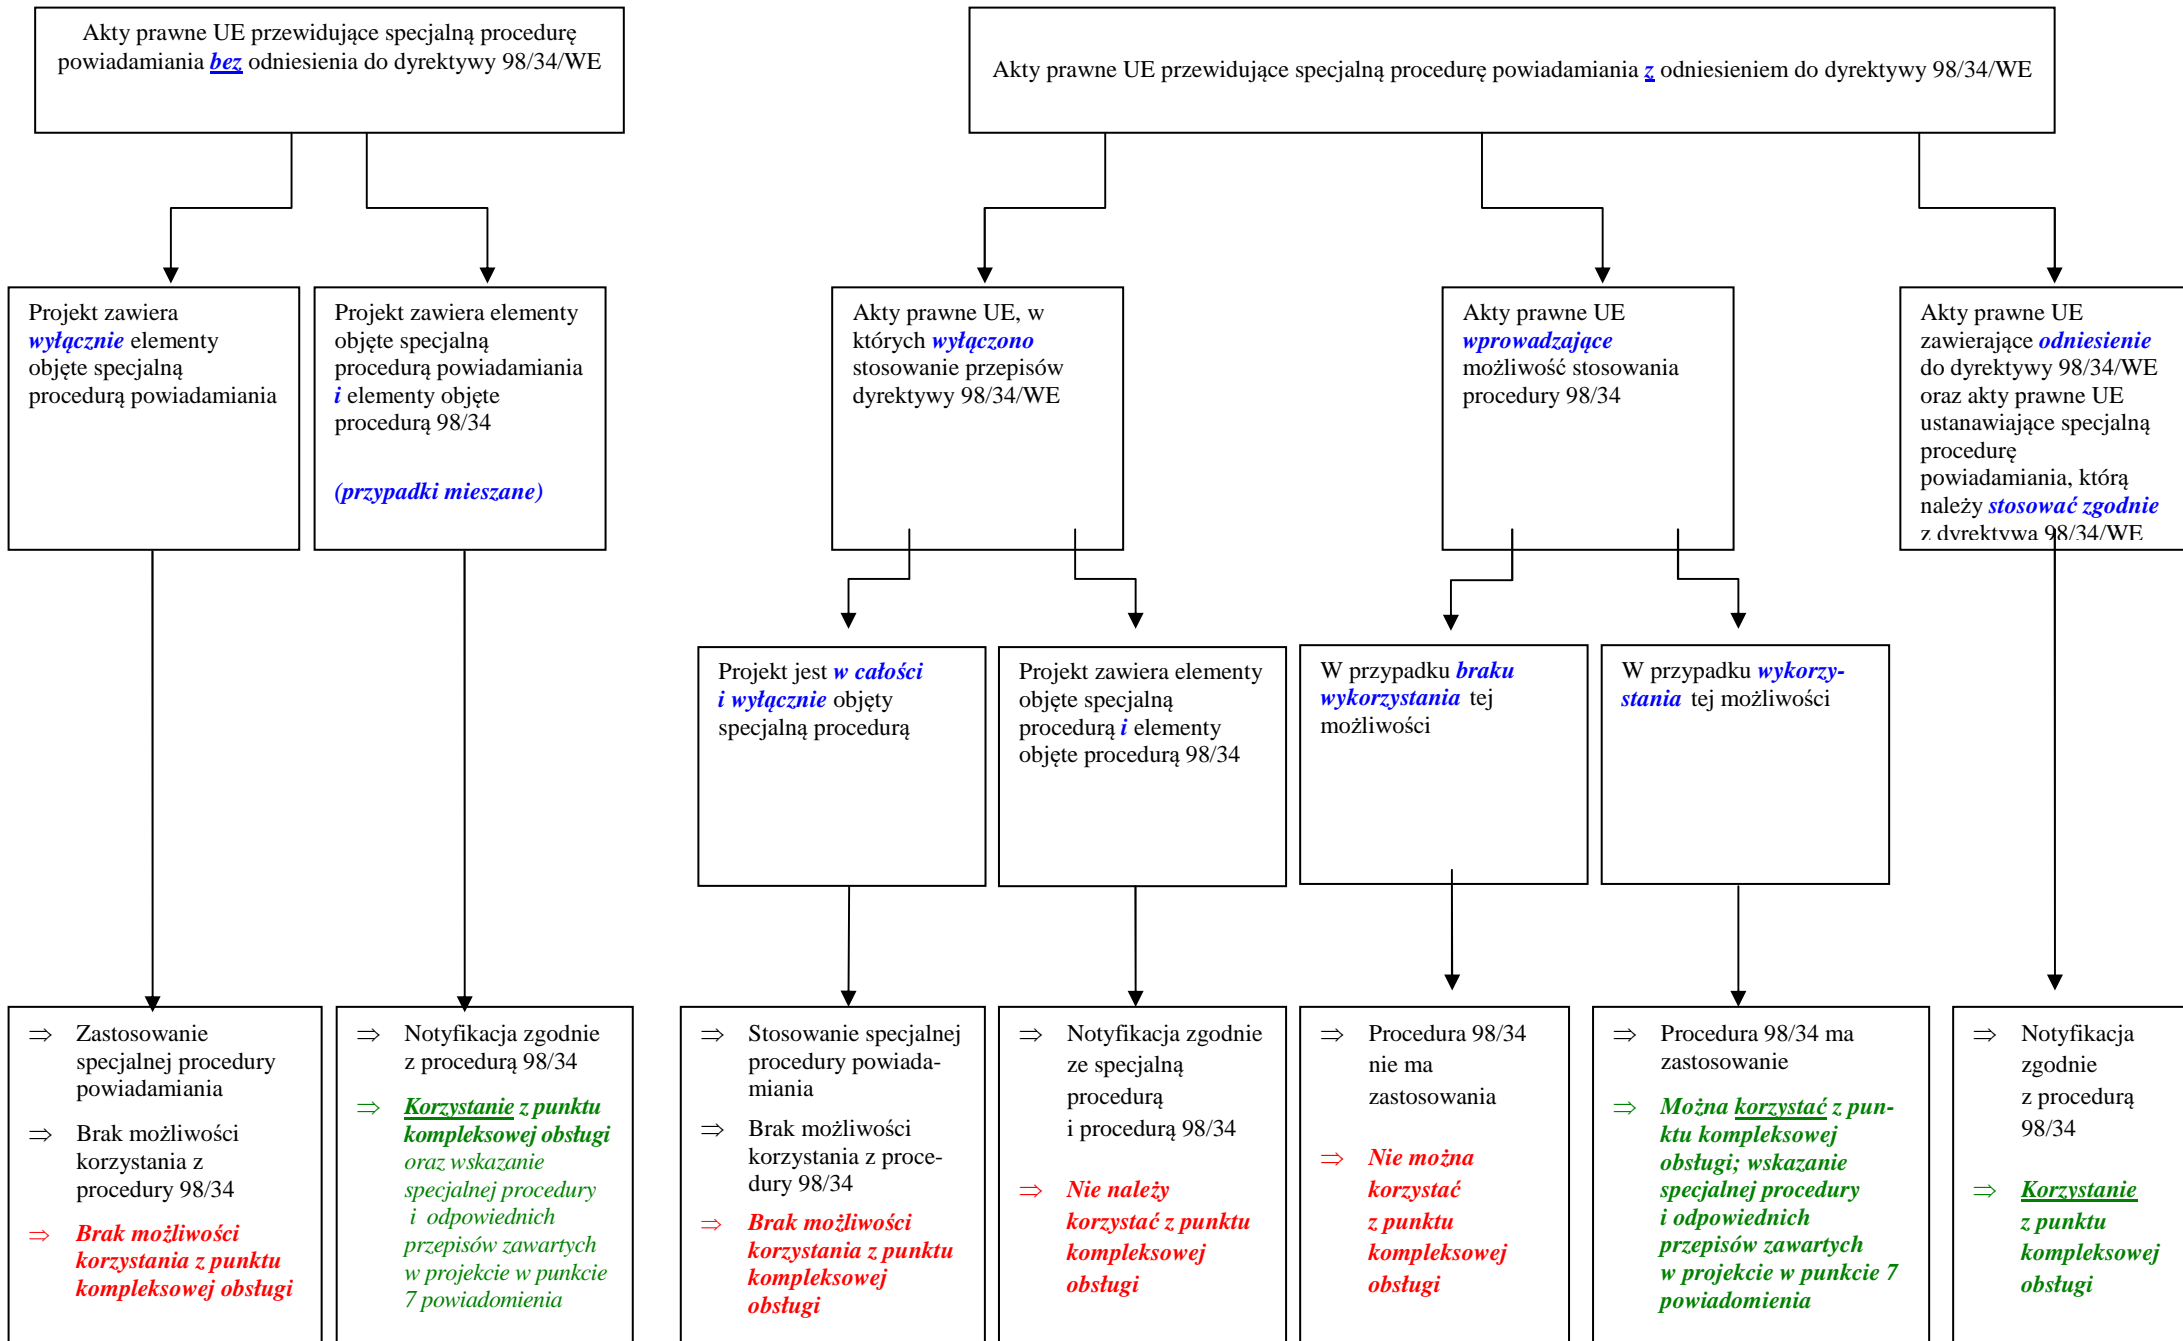 Akty prawne UE przewidujące specjalną procedurę
powiadamiania bez odniesienia do dyrektywy 98/34/WE
Akty prawne UE przewidujące specjalną procedurę powiadamiania z odniesieniem do dyrektywy 98/34/WE
Projekt zawiera
wyłącznie elementy
objęte specjalną
procedurą powiadamiania
Projekt zawiera elementy
objęte specjalną
procedurą powiadamiania
i elementy objęte
procedurą 98/34
(przypadki mieszane)
Akty prawne UE, w
których wyłączono
stosowanie przepisów
dyrektywy 98/34/WE
Akty prawne UE
wprowadzające
możliwość stosowania
procedury 98/34
Akty prawne UE
zawierające odniesienie
do dyrektywy 98/34/WE
oraz akty prawne UE
ustanawiające specjalną
procedurę
powiadamiania, którą
należy stosować zgodnie
z dyrektywą 98/34/WE
Projekt jest w całości
i wyłącznie objęty
specjalną procedurą
Projekt zawiera elementy
objęte specjalną
procedurą i elementy
objęte procedurą 98/34
W przypadku braku
wykorzystania tej
możliwości
W przypadku wykorzy-
stania tej możliwości
⇒ Zastosowanie
specjalnej procedury
powiadamiania
⇒ Brak możliwości
korzystania z
procedury 98/34
⇒ Brak możliwości
korzystania z punktu
kompleksowej obsługi
⇒ Notyfikacja zgodnie
z procedurą 98/34
⇒ Korzystanie z punktu
kompleksowej obsługi
oraz wskazanie
specjalnej procedury
i odpowiednich
przepisów zawartych
w projekcie w punkcie
7 powiadomienia
⇒ Stosowanie specjalnej
procedury powiada-
miania
⇒ Brak możliwości
korzystania z proce-
dury 98/34
⇒ Brak możliwości
korzystania z punktu
kompleksowej
obsługi
⇒ Notyfikacja zgodnie
ze specjalną
procedurą
i procedurą 98/34
⇒ Nie należy
korzystać z punktu
kompleksowej
obsługi
⇒ Procedura 98/34
nie ma
zastosowania
⇒ Nie można
korzystać
z punktu
kompleksowej
obsługi
⇒ Procedura 98/34 ma
zastosowanie
⇒ Można korzystać z pun-
ktu kompleksowej
obsługi; wskazanie
specjalnej procedury
i odpowiednich
przepisów zawartych
w projekcie w punkcie 7
powiadomienia
⇒ Notyfikacja
zgodnie
z procedurą
98/34
⇒ Korzystanie
z punktu
kompleksowej
obsługi